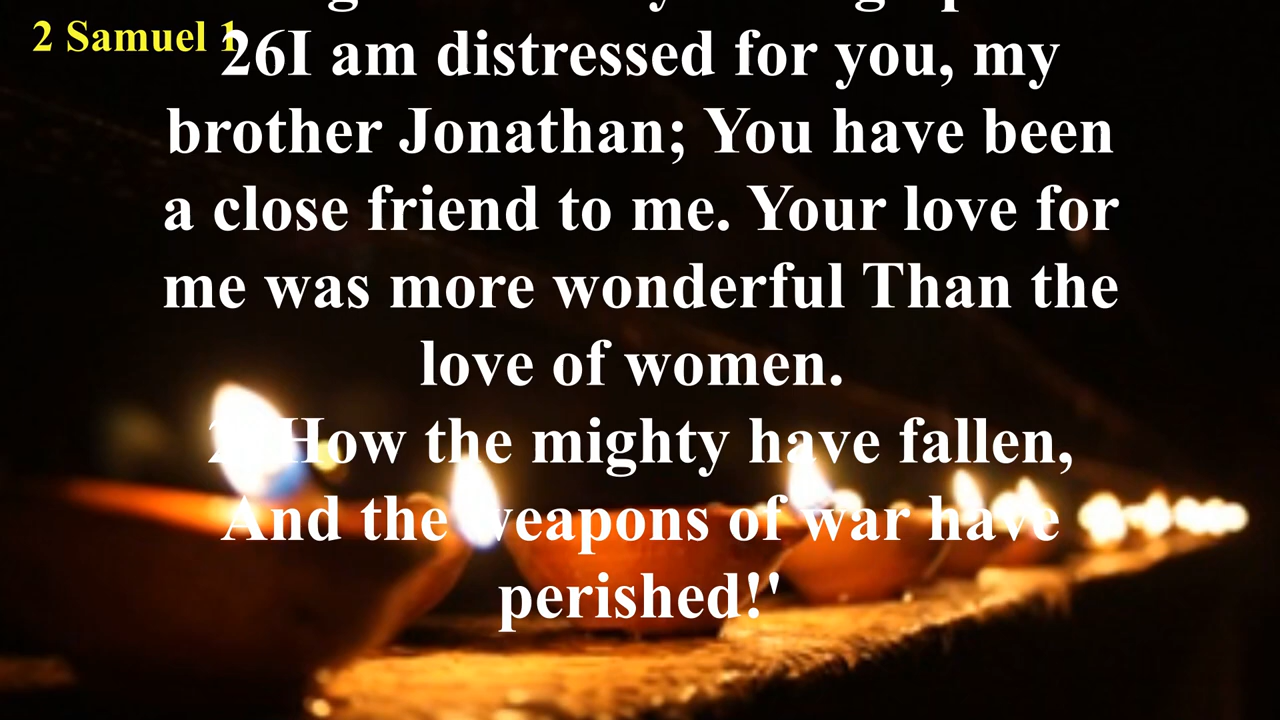 2 Samuel 1
26I am distressed for you, my
brother Jonathan; You have been
a close friend to me. Your love for
me was more wonderful Than the
love of women.
How the mighty have fallen,
And the weapons of war have
perished!'